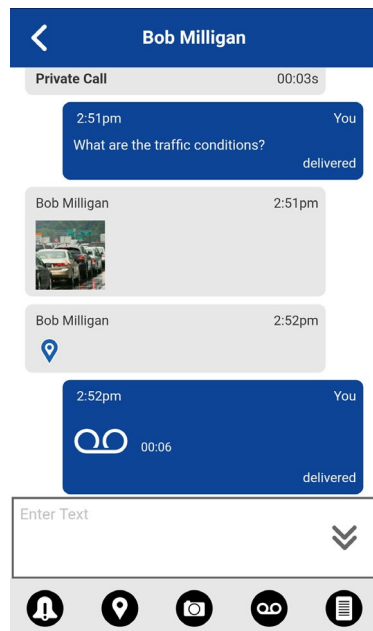 Bob Milligan
Private Call 00:03s
2:51pm You
What are the traffic conditions?
delivered
Bob Milligan 2:51pm
Bob Milligan 2:52pm
2:52pm You
00:06
delivered
Enter Text